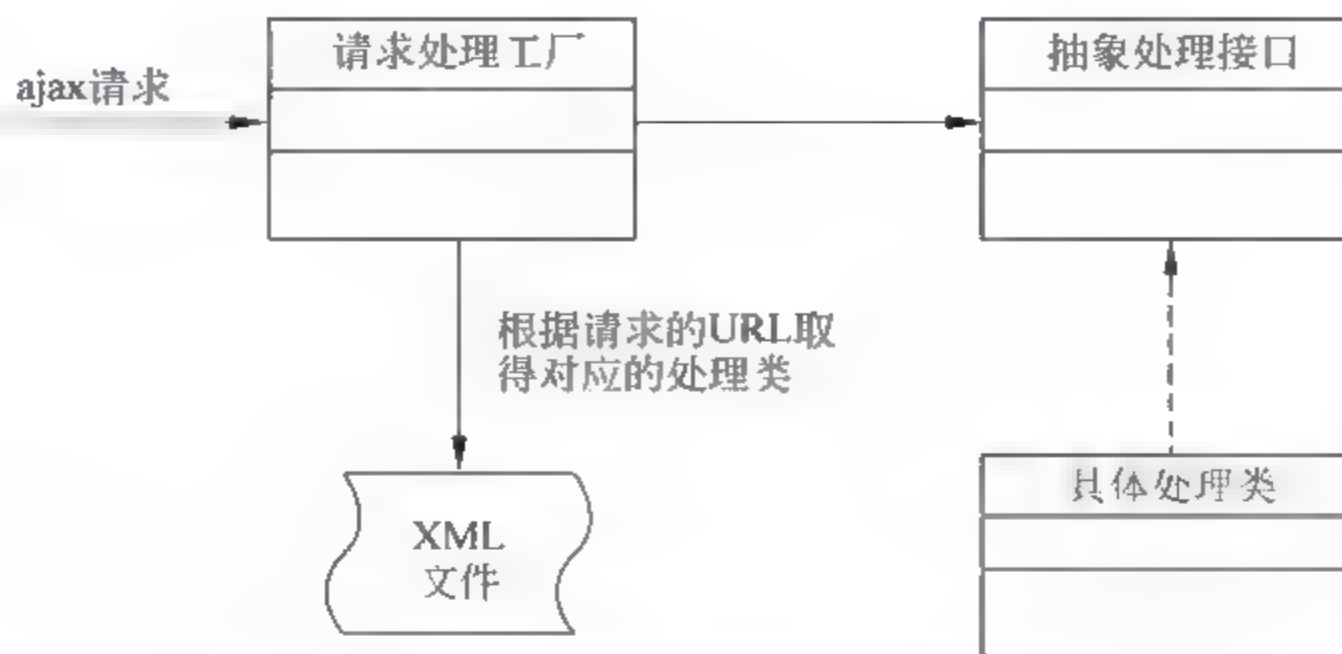 请求处理工厂
抽象处理接口
ajax请求
根据请求的URL取
得对应的处理类
具体处理类
XML
文件